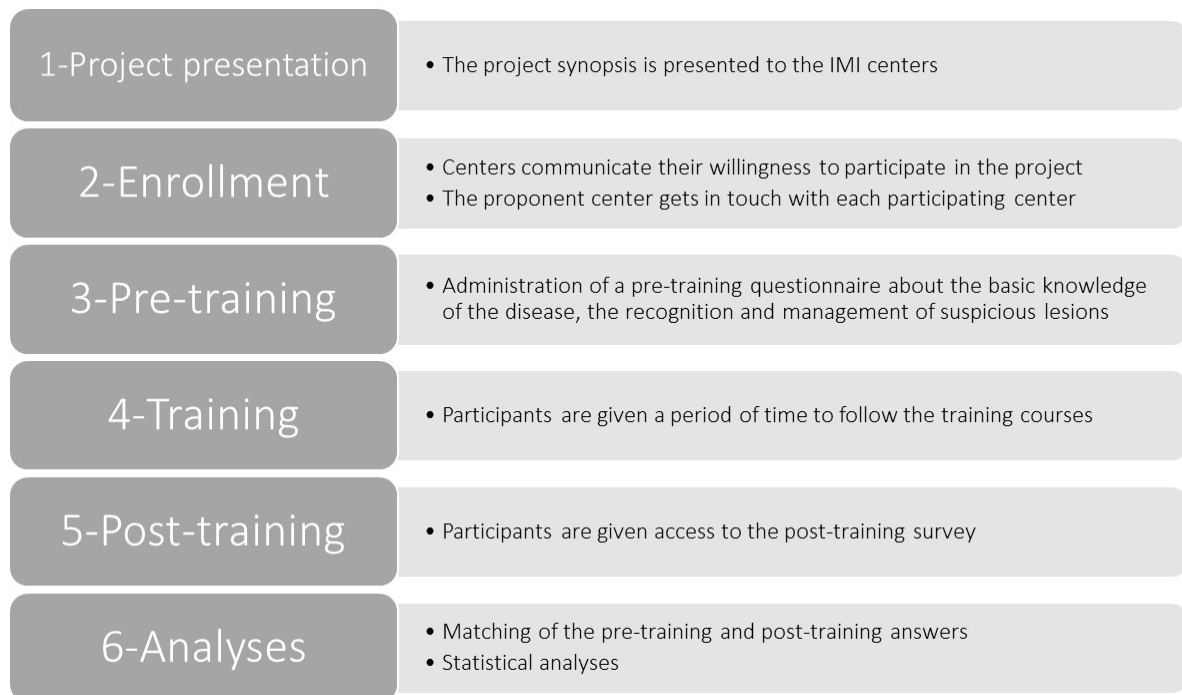 1-Project presentation
• The project synopsis is presented to the IMI centers
2-Enrollment
• Centers communicate their willingness to participate in the project
• The proponent center gets in touch with each participating center
3-Pre-training
• Administration of a pre-training questionnaire about the basic knowledge
of the disease, the recognition and management of suspicious lesions
4-Training
• Participants are given a period of time to follow the training courses
5-Post-training
• Participants are given access to the post-training survey
6-Analyses
• Matching of the pre-training and post-training answers
• Statistical analyses